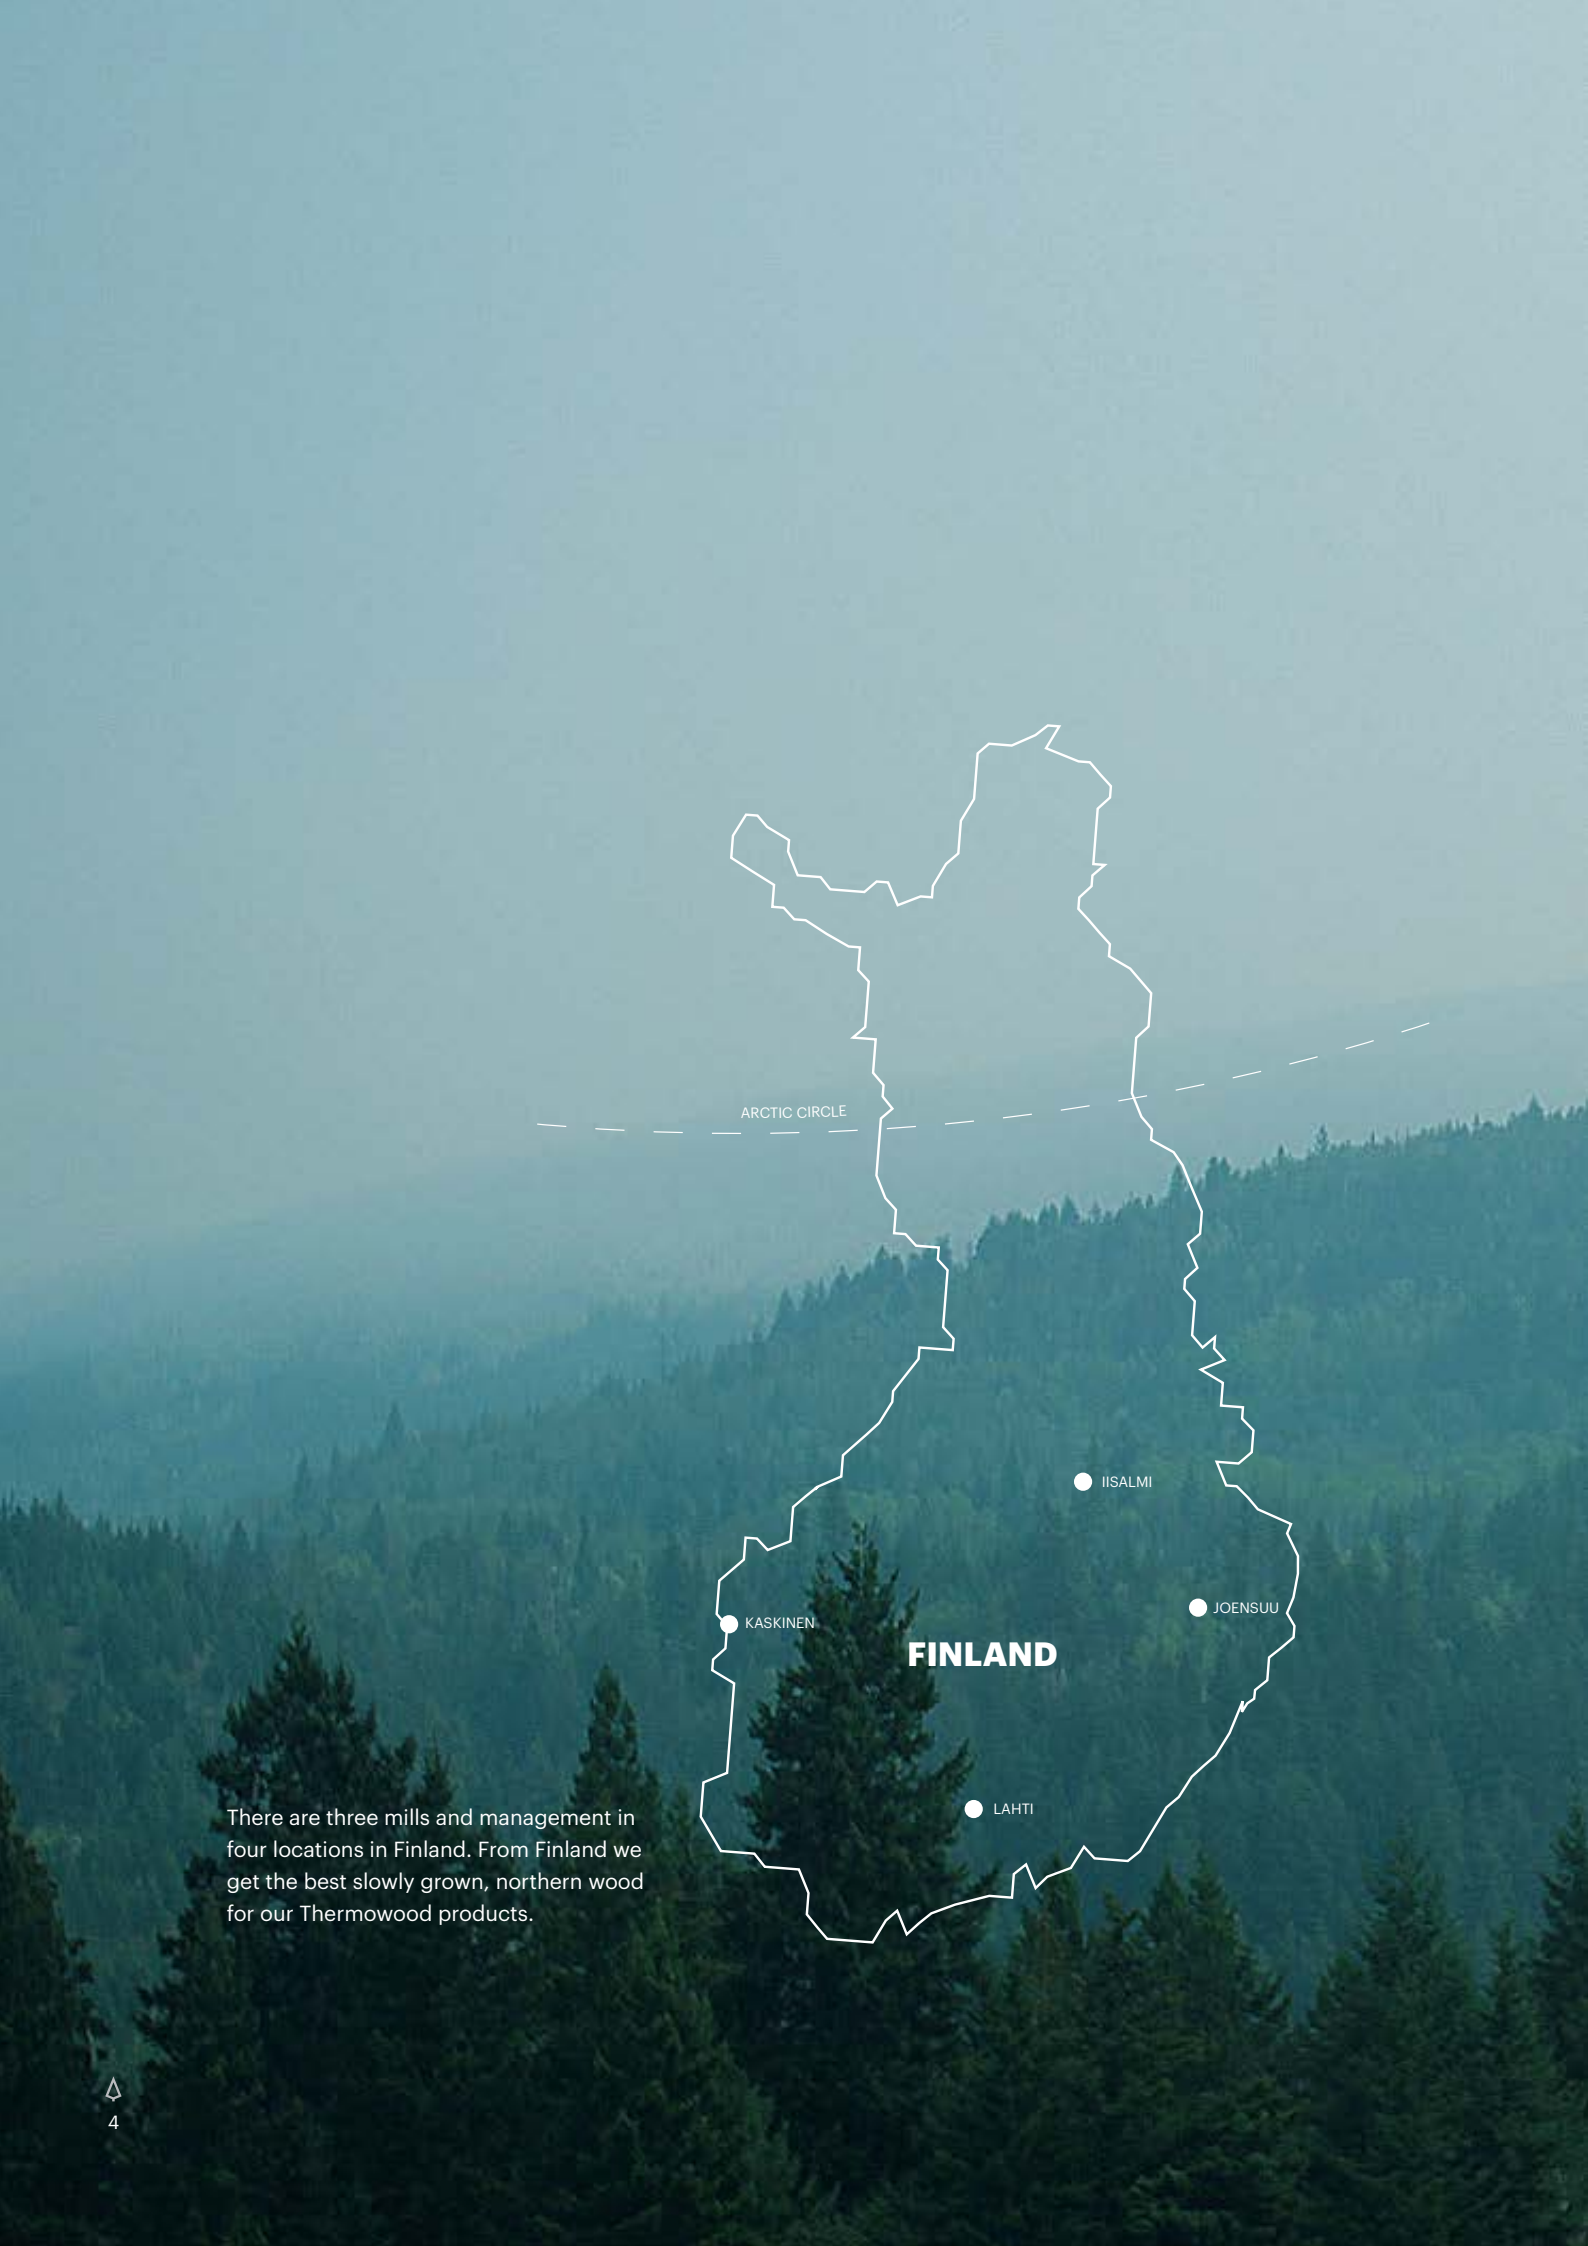 ARCTIC CIRCLE
IISALMI
JOENSUU
KASKINEN
FINLAND
LAHTI
There are three mills and management in
four locations in Finland. From Finland we
get the best slowly grown, northern wood
for our Thermowood products.
4